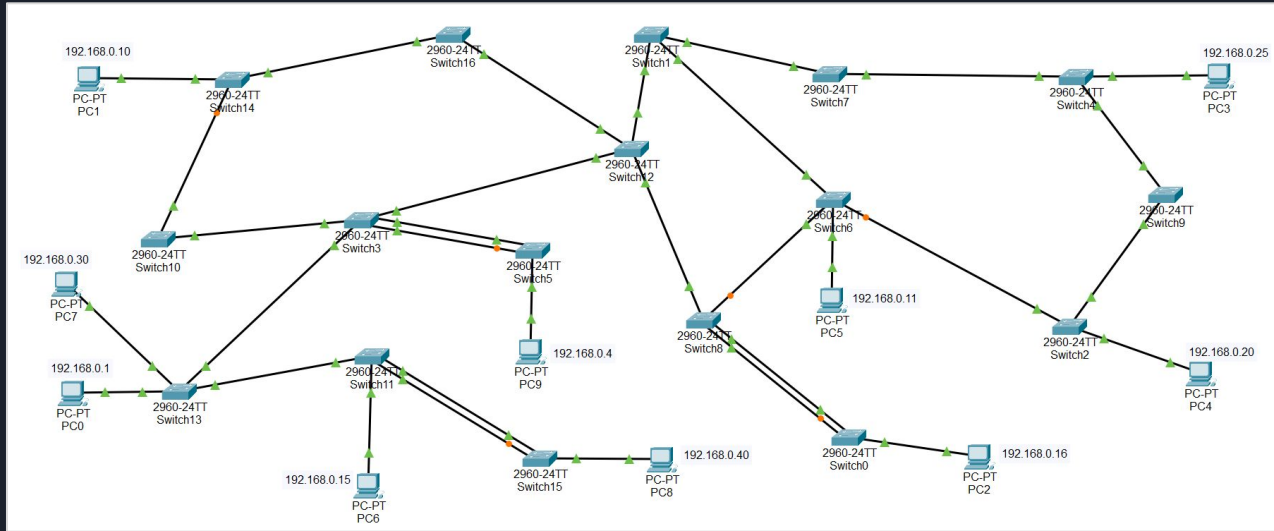 192.168.0.10
PC-PT
PC1
2960-24TT
Switch14
2960-24TT
Switch16
2960-24TT
Switch1
2960-24TT
Switch7
2960-24TT
Switch4
192.168.0.25
PC-PT
PC3
2960-24TT
Switch12
2960-24TT
Switch10
2960-24TT
Switch3
2960-24TT
Switch5
2960-24TT
Switch6
2960-24TT
Switch9
192.168.0.30
PC-PT
PC7
192.168.0.11
PC-PT
PC5
2960-24TT
Switch8
2960-24TT
Switch2
192.168.0.4
PC-PT
PC9
192.168.0.20
PC-PT
PC4
192.168.0.1
PC-PT
PC0
2960-24TT
Switch13
2960-24TT
Switch11
192.168.0.15
PC-PT
PC6
2960-24TT
Switch15
192.168.0.40
PC-PT
PC8
2960-24TT
Switch0
192.168.0.16
PC-PT
PC2